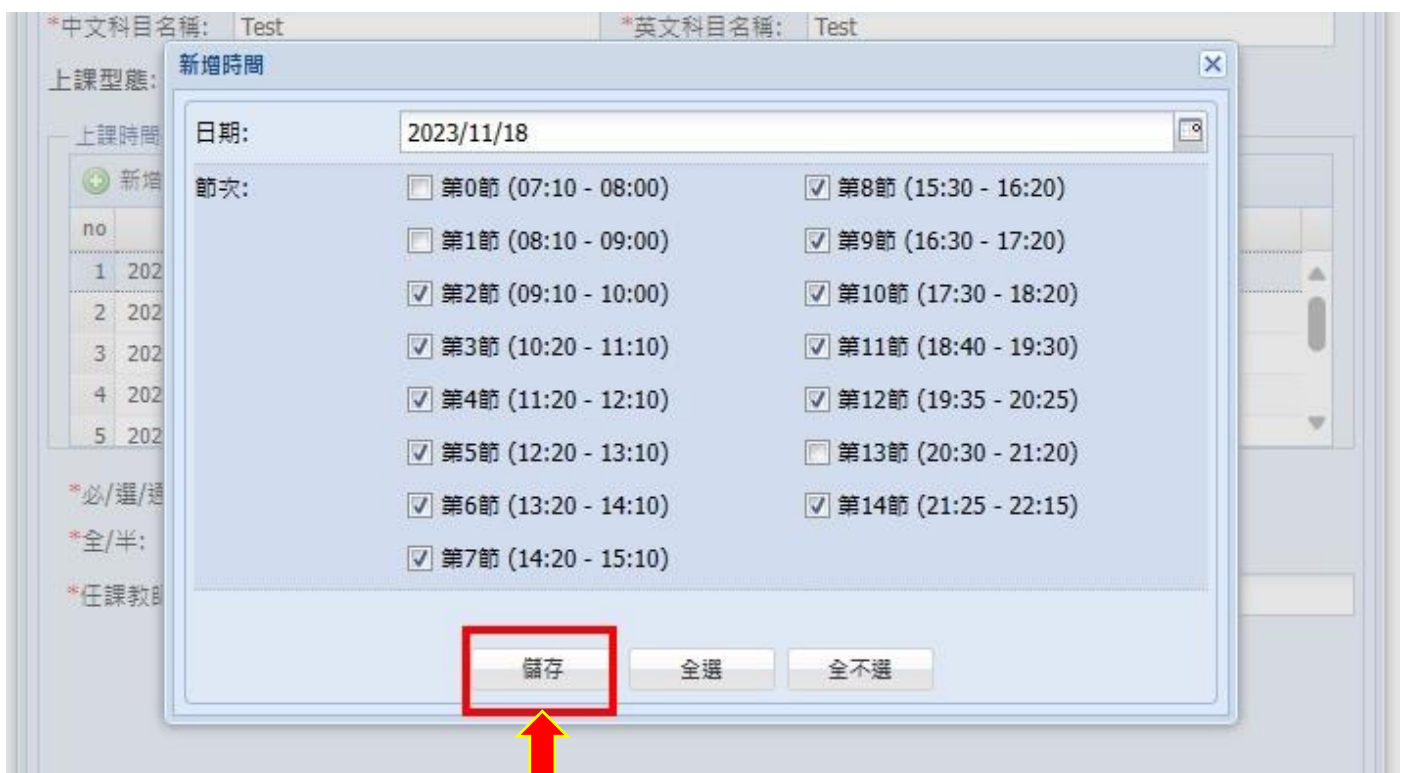 *中文科目名稱: Test *英文科目名稱: Test
上課型態:
新增時間
上課時間
新增
no
1 202
2 202
3 202
4 202
5 202
日期: 2023/11/18
節次:
第0節 (07:10 - 08:00) 第8節 (15:30 - 16:20)
第1節 (08:10 - 09:00) 第9節 (16:30 - 17:20)
第2節 (09:10 - 10:00) 第10節 (17:30 - 18:20)
第3節 (10:20 - 11:10) 第11節 (18:40 - 19:30)
第4節 (11:20 - 12:10) 第12節 (19:35 - 20:25)
第5節 (12:20 - 13:10) 第13節 (20:30 - 21:20)
第6節 (13:20 - 14:10) 第14節 (21:25 - 22:15)
第7節 (14:20 - 15:10)
*必/選/通
*全/半:
*任課教師
儲存 全選 全不選